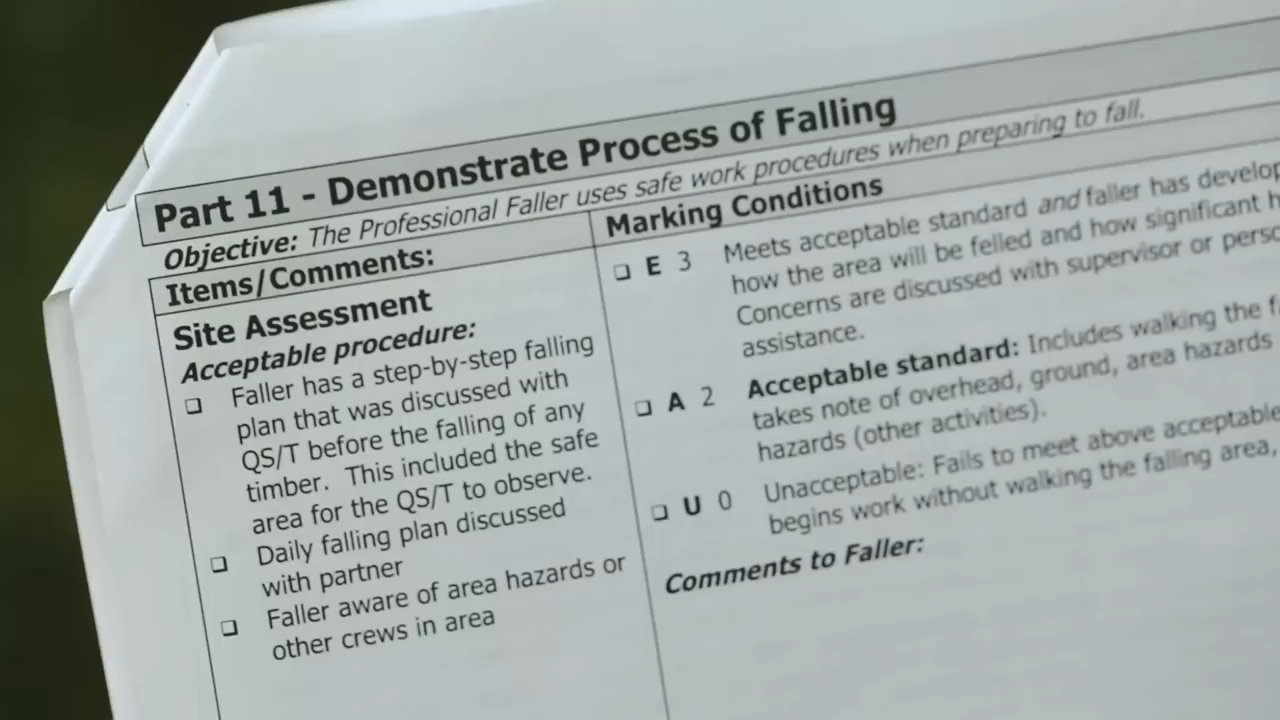 Part 11 - Demonstrate Process of Falling
Objective: The Professional Faller uses safe work procedures when preparing to fall.
Items/Comments:
Marking Conditions
Site Assessment
Acceptable procedure:
❑ Faller has a step-by-step falling
plan that was discussed with
QS/T before the falling of any
timber. This included the safe
area for the QS/T to observe.
❑ Daily falling plan discussed
with partner
❑ Faller aware of area hazards or
other crews in area
❑ E 3 Meets acceptable standard and faller has
how the area will be felled and how significant
Concerns are discussed with supervisor or
assistance.
❑ A 2 Acceptable standard: Includes walking the
takes note of overhead, ground, area hazards
hazards (other activities).
❑ U 0 Unacceptable: Fails to meet above acceptable
begins work without walking the falling area,
Comments to Faller: